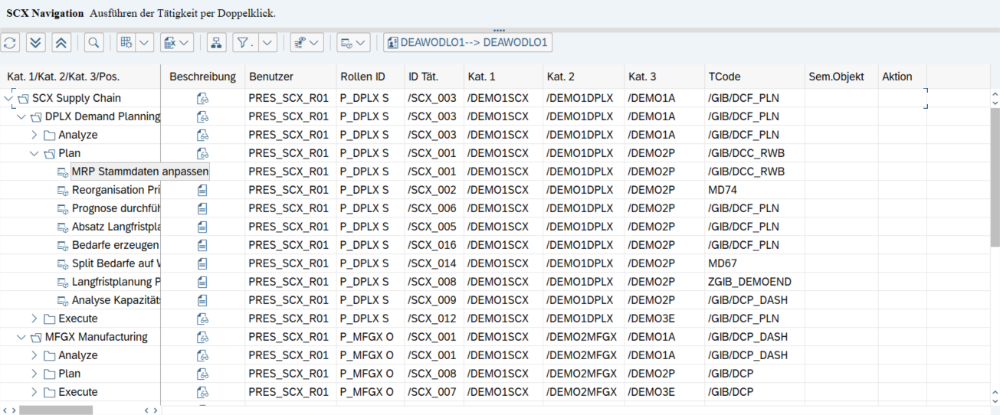 SCX Navigation Ausführen der Tätigkeit per Doppelklick.
DEAWODLO1--> DEAWODLO1
Kat. 1/Kat. 2/Kat. 3/Pos. Beschreibung Benutzer Rollen ID ID Tät. Kat. 1 Kat. 2 Kat. 3 TCode Sem.Objekt Aktion
SCX Supply Chain PRES_SCX_R01 P_DPLX S /SCX_003 /DEMO1SCX /DEMO1DPLX /DEMO1A /GIB/DCF_PLN
DPLX Demand Planning PRES_SCX_R01 P_DPLX S /SCX_003 /DEMO1SCX /DEMO1DPLX /DEMO1A /GIB/DCF_PLN
Analyze PRES_SCX_R01 P_DPLX S /SCX_003 /DEMO1SCX /DEMO1DPLX /DEMO1A /GIB/DCF_PLN
Plan PRES_SCX_R01 P_DPLX S /SCX_001 /DEMO1SCX /DEMO1DPLX /DEMO2P /GIB/DCC_RWB
MRP Stammdaten anpassen PRES_SCX_R01 P_DPLX S /SCX_001 /DEMO1SCX /DEMO1DPLX /DEMO2P /GIB/DCC_RWB
Reorganisation Pri PRES_SCX_R01 P_DPLX S /SCX_002 /DEMO1SCX /DEMO1DPLX /DEMO2P MD74
Prognose durchfüh PRES_SCX_R01 P_DPLX S /SCX_006 /DEMO1SCX /DEMO1DPLX /DEMO2P /GIB/DCF_PLN
Absatz Langfristpla PRES_SCX_R01 P_DPLX S /SCX_005 /DEMO1SCX /DEMO1DPLX /DEMO2P /GIB/DCF_PLN
Bedarfe erzeugen PRES_SCX_R01 P_DPLX S /SCX_016 /DEMO1SCX /DEMO1DPLX /DEMO2P /GIB/DCF_PLN
Split Bedarfe auf W PRES_SCX_R01 P_DPLX S /SCX_014 /DEMO1SCX /DEMO1DPLX /DEMO2P MD67
Langfristplanung P PRES_SCX_R01 P_DPLX S /SCX_008 /DEMO1SCX /DEMO1DPLX /DEMO2P ZGIB_DEMOEND
Analyse Kapazitäts PRES_SCX_R01 P_DPLX S /SCX_009 /DEMO1SCX /DEMO1DPLX /DEMO2P /GIB/DCP_DASH
Execute PRES_SCX_R01 P_DPLX S /SCX_012 /DEMO1SCX /DEMO1DPLX /DEMO3E /GIB/DCF_PLN
MFGX Manufacturing PRES_SCX_R01 P_MFGX O /SCX_001 /DEMO1SCX /DEMO2MFGX /DEMO1A /GIB/DCP_DASH
Analyze PRES_SCX_R01 P_MFGX O /SCX_001 /DEMO1SCX /DEMO2MFGX /DEMO1A /GIB/DCP_DASH
Plan PRES_SCX_R01 P_MFGX O /SCX_008 /DEMO1SCX /DEMO2MFGX /DEMO2P /GIB/DCP
Execute PRES_SCX_R01 P_MFGX O /SCX_007 /DEMO1SCX /DEMO2MFGX /DEMO3E /GIB/DCP